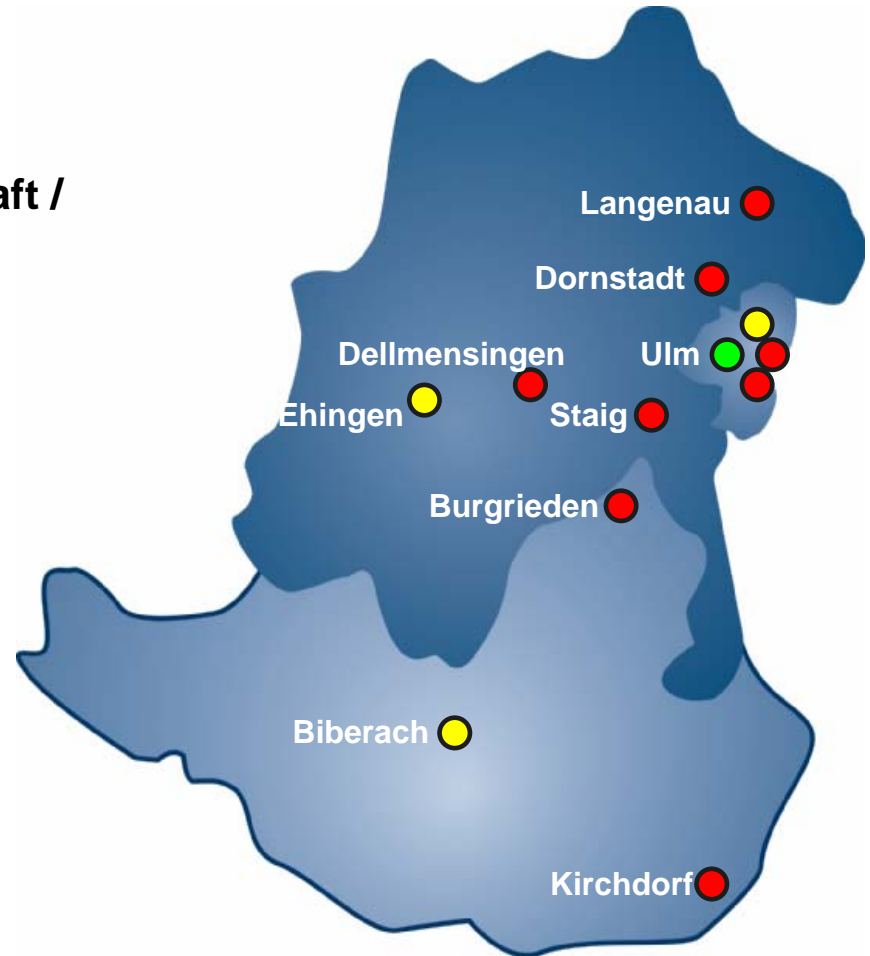 aft /
Langenau
Dornstadt
Dellmensingen
Ulm
Ehingen
Staig
Burgrieden
Biberach
Kirchdorf